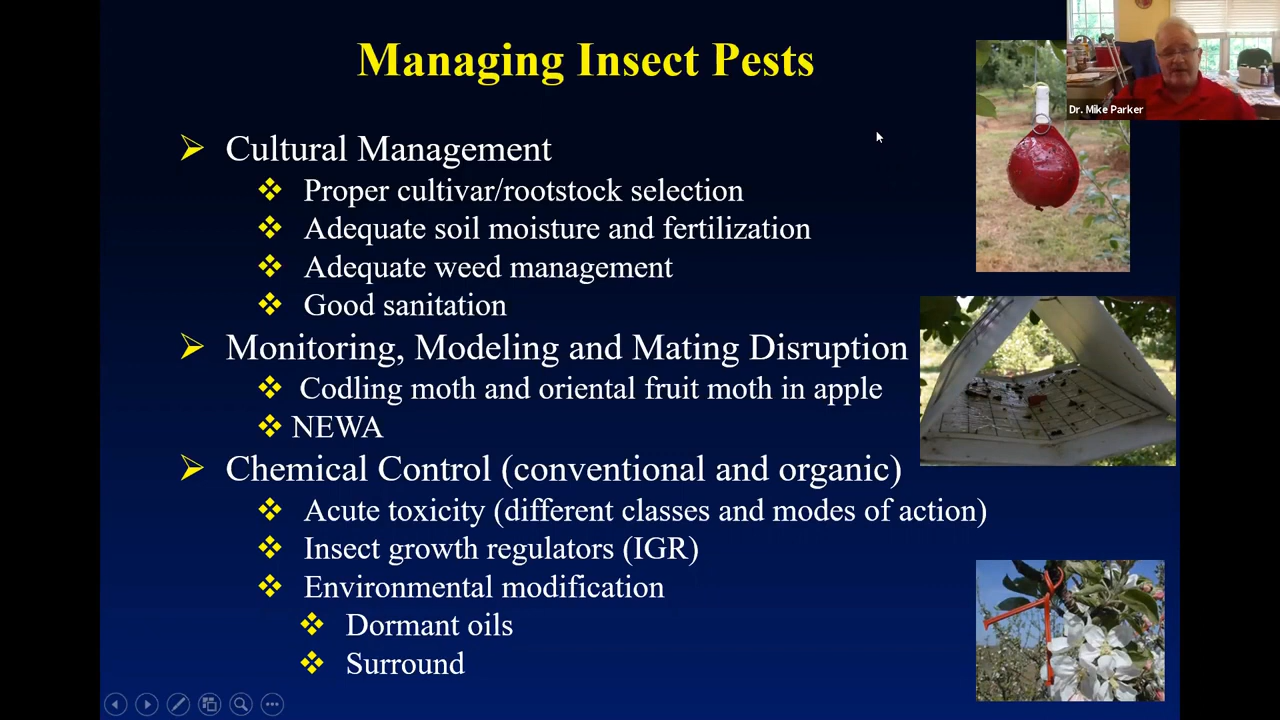 Managing Insect Pests
Dr. Mike Parker
Cultural Management
Proper cultivar/rootstock selection
Adequate soil moisture and fertilization
Adequate weed management
Good sanitation
Monitoring, Modeling and Mating Disruption
Codling moth and oriental fruit moth in apple
NEWA
Chemical Control (conventional and organic)
Acute toxicity (different classes and modes of action)
Insect growth regulators (IGR)
Environmental modification
Dormant oils
Surround